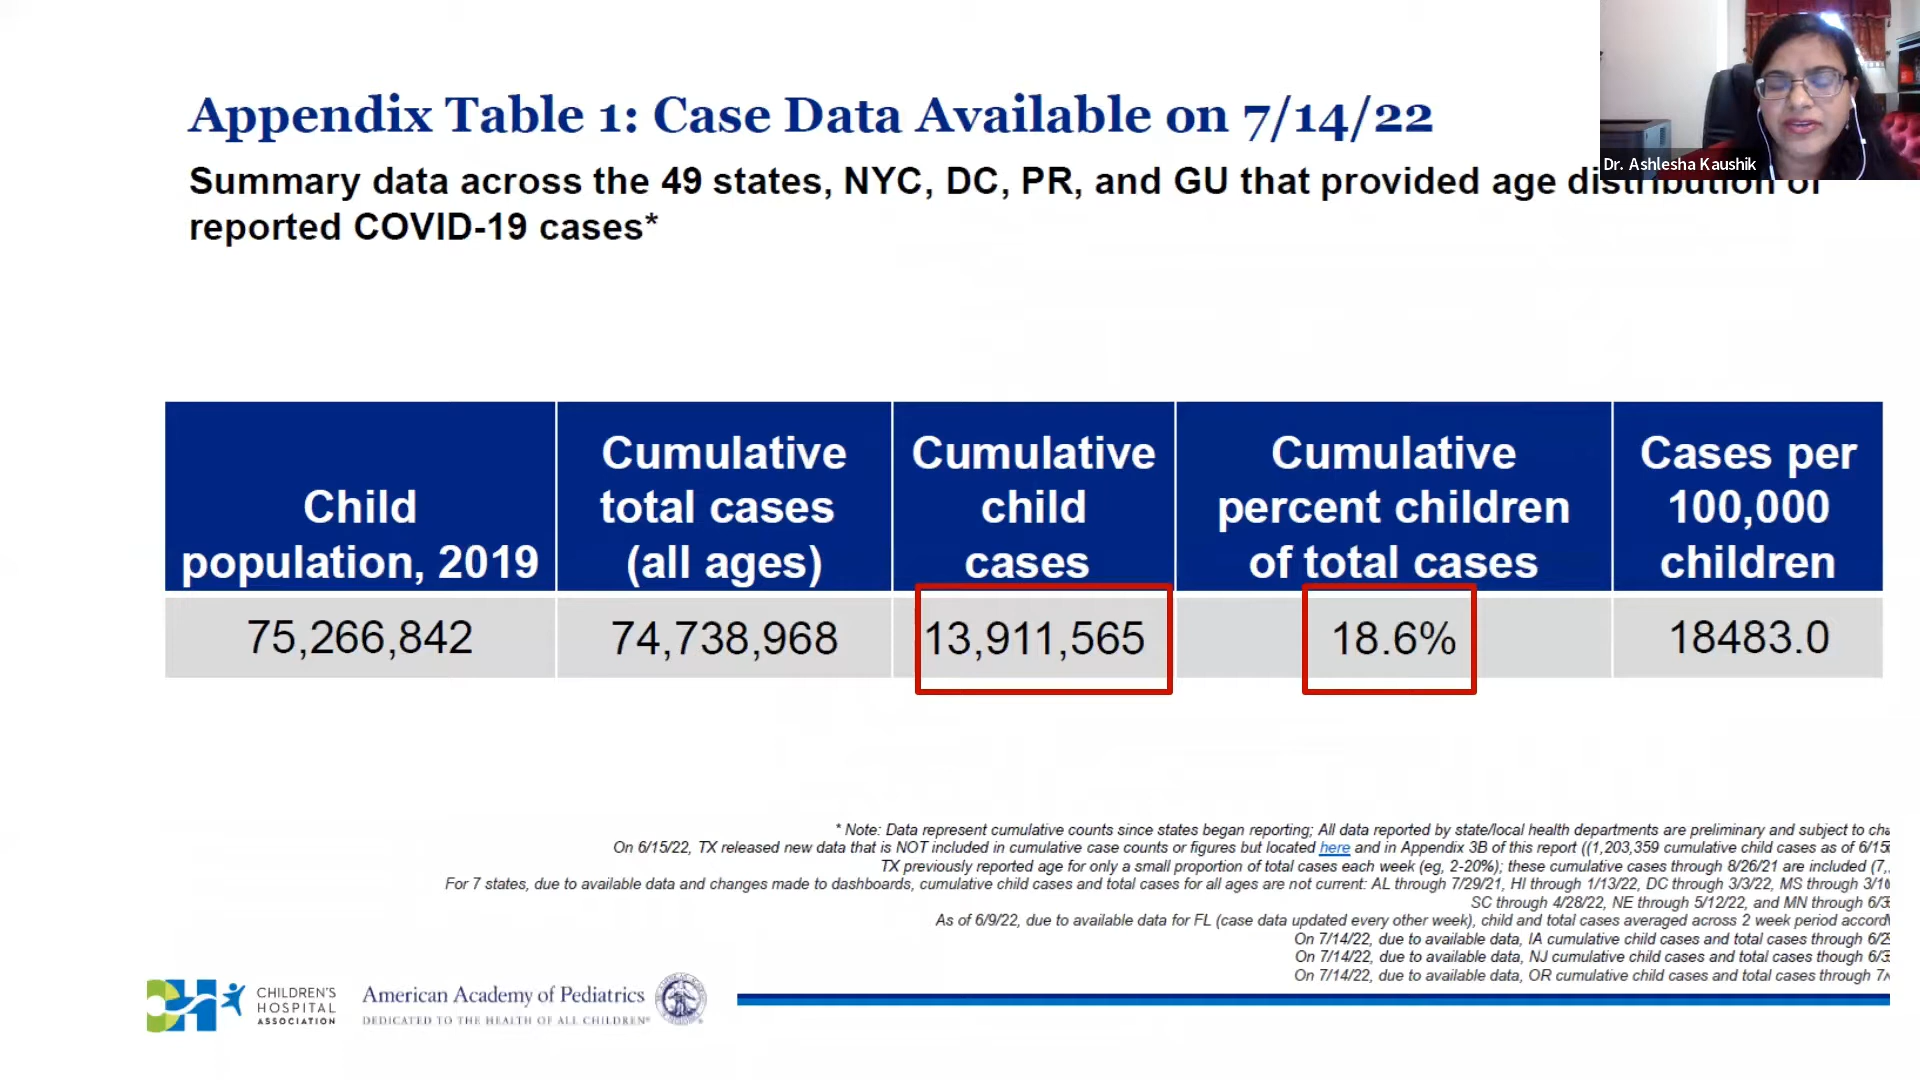 Appendix Table 1: Case Data Available on 7/14/22
Dr. Ashlesha Kaushik
Summary data across the 49 states, NYC, DC, PR, and GU that provided age distribution of
reported COVID-19 cases*
Child
population, 2019
Cumulative
total cases
(all ages)
Cumulative
child
cases
Cumulative
percent children
of total cases
Cases per
100,000
children
75,266,842
74,738,968
13,911,565
18.6%
18483.0
* Note: Data represent cumulative counts since states began reporting; All data reported by state/local health departments are preliminary and subject to
On 6/15/22, TX released new data that is NOT included in cumulative case counts or figures but located here and in Appendix 3B of this report ((1,203,359 cumulative child cases as of
TX previously reported age for only a small proportion of total cases each week (eg, 2-20%); these cumulative cases through 8/26/21 are included
For 7 states, due to available data and changes made to dashboards, cumulative child cases and total cases for all ages are not current: AL through 7/29/21, HI through 1/13/22, DC through 3/3/22, MS through
SC through 4/28/22, NE through 5/12/22, and MN through
As of 6/9/22, due to available data for FL (case data updated every other week), child and total cases averaged across 2 week period
On 7/14/22, due to available data, IA cumulative child cases and total cases through
On 7/14/22, due to available data, NJ cumulative child cases and total cases though
On 7/14/22, due to available data, OR cumulative child cases and total cases through
CHILDREN'S
HOSPITAL
ASSOCIATION
American Academy of Pediatrics
DEDICATED TO THE HEALTH OF ALL CHILDREN®